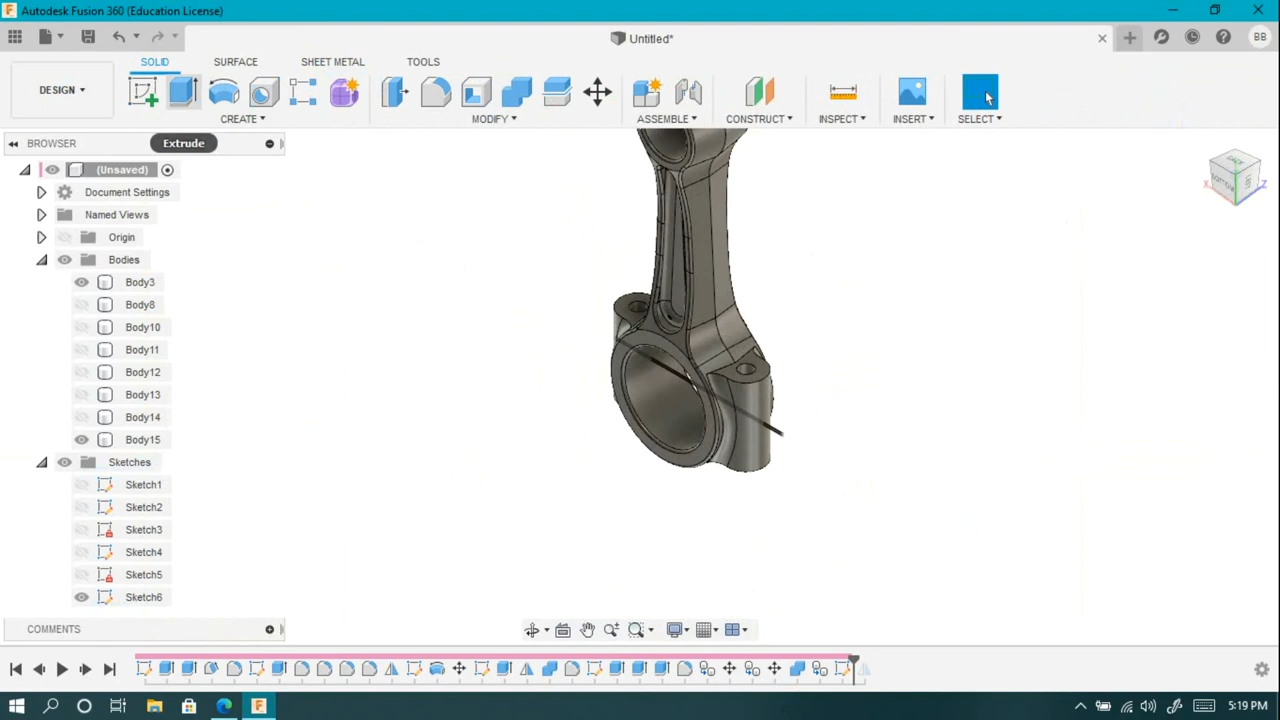 Autodesk Fusion 360 (Education License)
Untitled*
BB
SOLID
SURFACE
SHEET METAL
TOOLS
DESIGN
CREATE
MODIFY
ASSEMBLE
CONSTRUCT
INSPECT
INSERT
SELECT
BROWSER
Extrude
(Unsaved)
Document Settings
Named Views
Origin
Bodies
Body3
Body8
Body10
Body11
Body12
Body13
Body14
Body15
Sketches
Sketch1
Sketch2
Sketch3
Sketch4
Sketch5
Sketch6
COMMENTS
5:19 PM